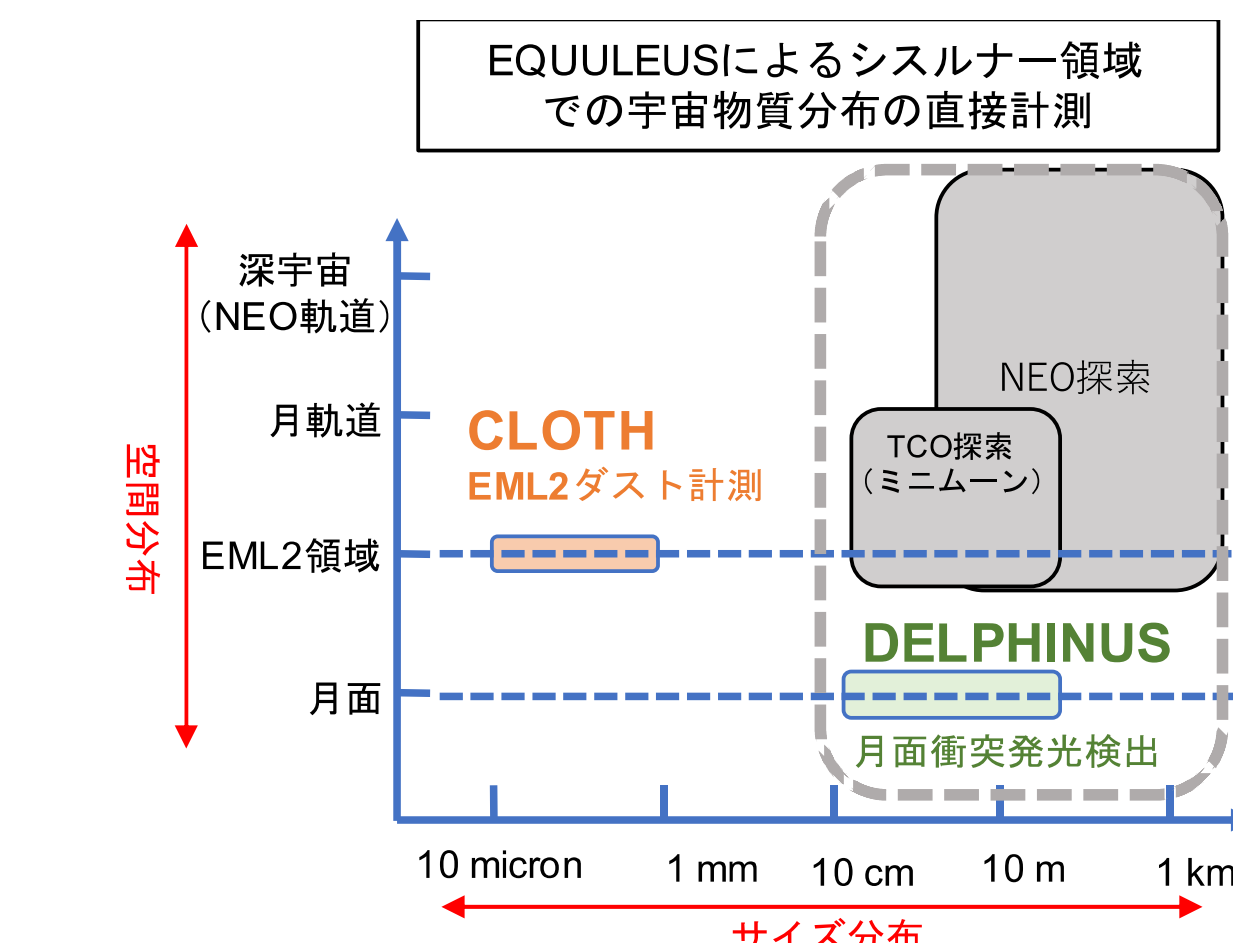 EQUULEUSによるシスルナー領域
での宇宙物質分布の直接計測
深宇宙
（NEO軌道）
月軌道
EML2領域
月面
空間分布
CLOTH
EML2ダスト計測
NEO探索
TCO探索
（ミニムーン）
DELPHINUS
月面衝突発光検出
10 micron
1 mm
10 cm
10 m
1 km
サイズ分布